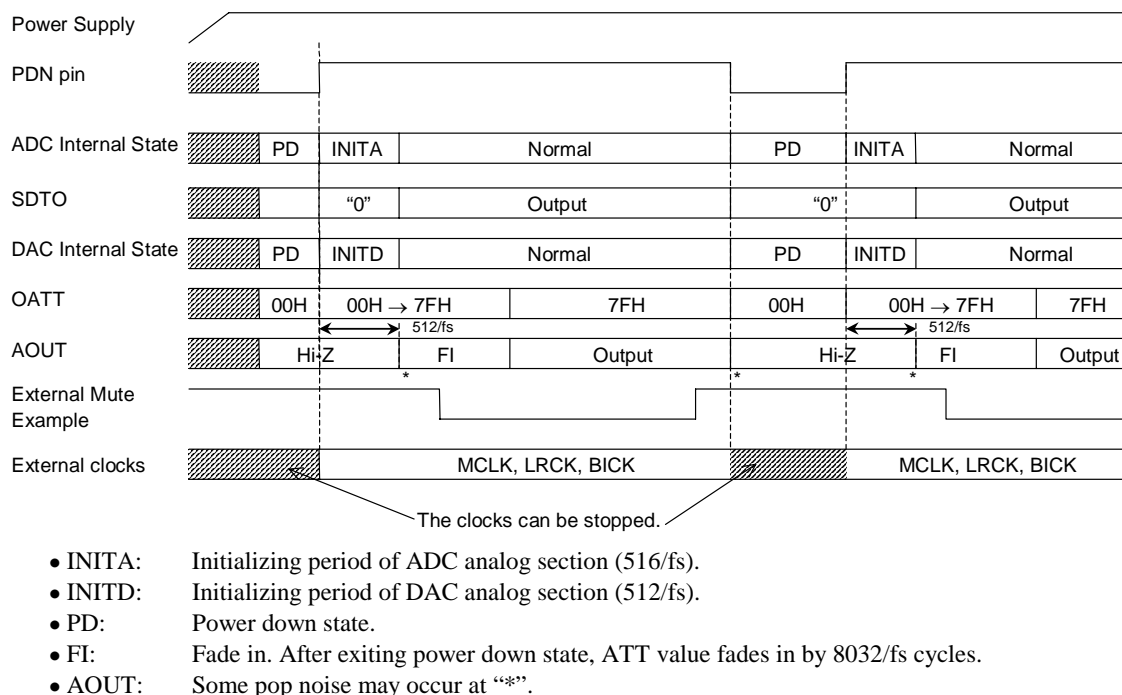 Power Supply
PDN pin
ADC Internal State PD INITA Normal PD INITA Normal
SDTO “0” Output “0” Output
DAC Internal State PD INITD Normal PD INITD Normal
OATT 00H 00H → 7FH 7FH 00H 00H → 7FH 7FH
512/fs 512/fs
AOUT Hi-Z FI Output Hi-Z FI Output
* * *
External Mute
Example
External clocks MCLK, LRCK, BICK MCLK, LRCK, BICK
The clocks can be stopped.
• INITA: Initializing period of ADC analog section (516/fs).
• INITD: Initializing period of DAC analog section (512/fs).
• PD: Power down state.
• FI: Fade in. After exiting power down state, ATT value fades in by 8032/fs cycles.
• AOUT: Some pop noise may occur at “*”.